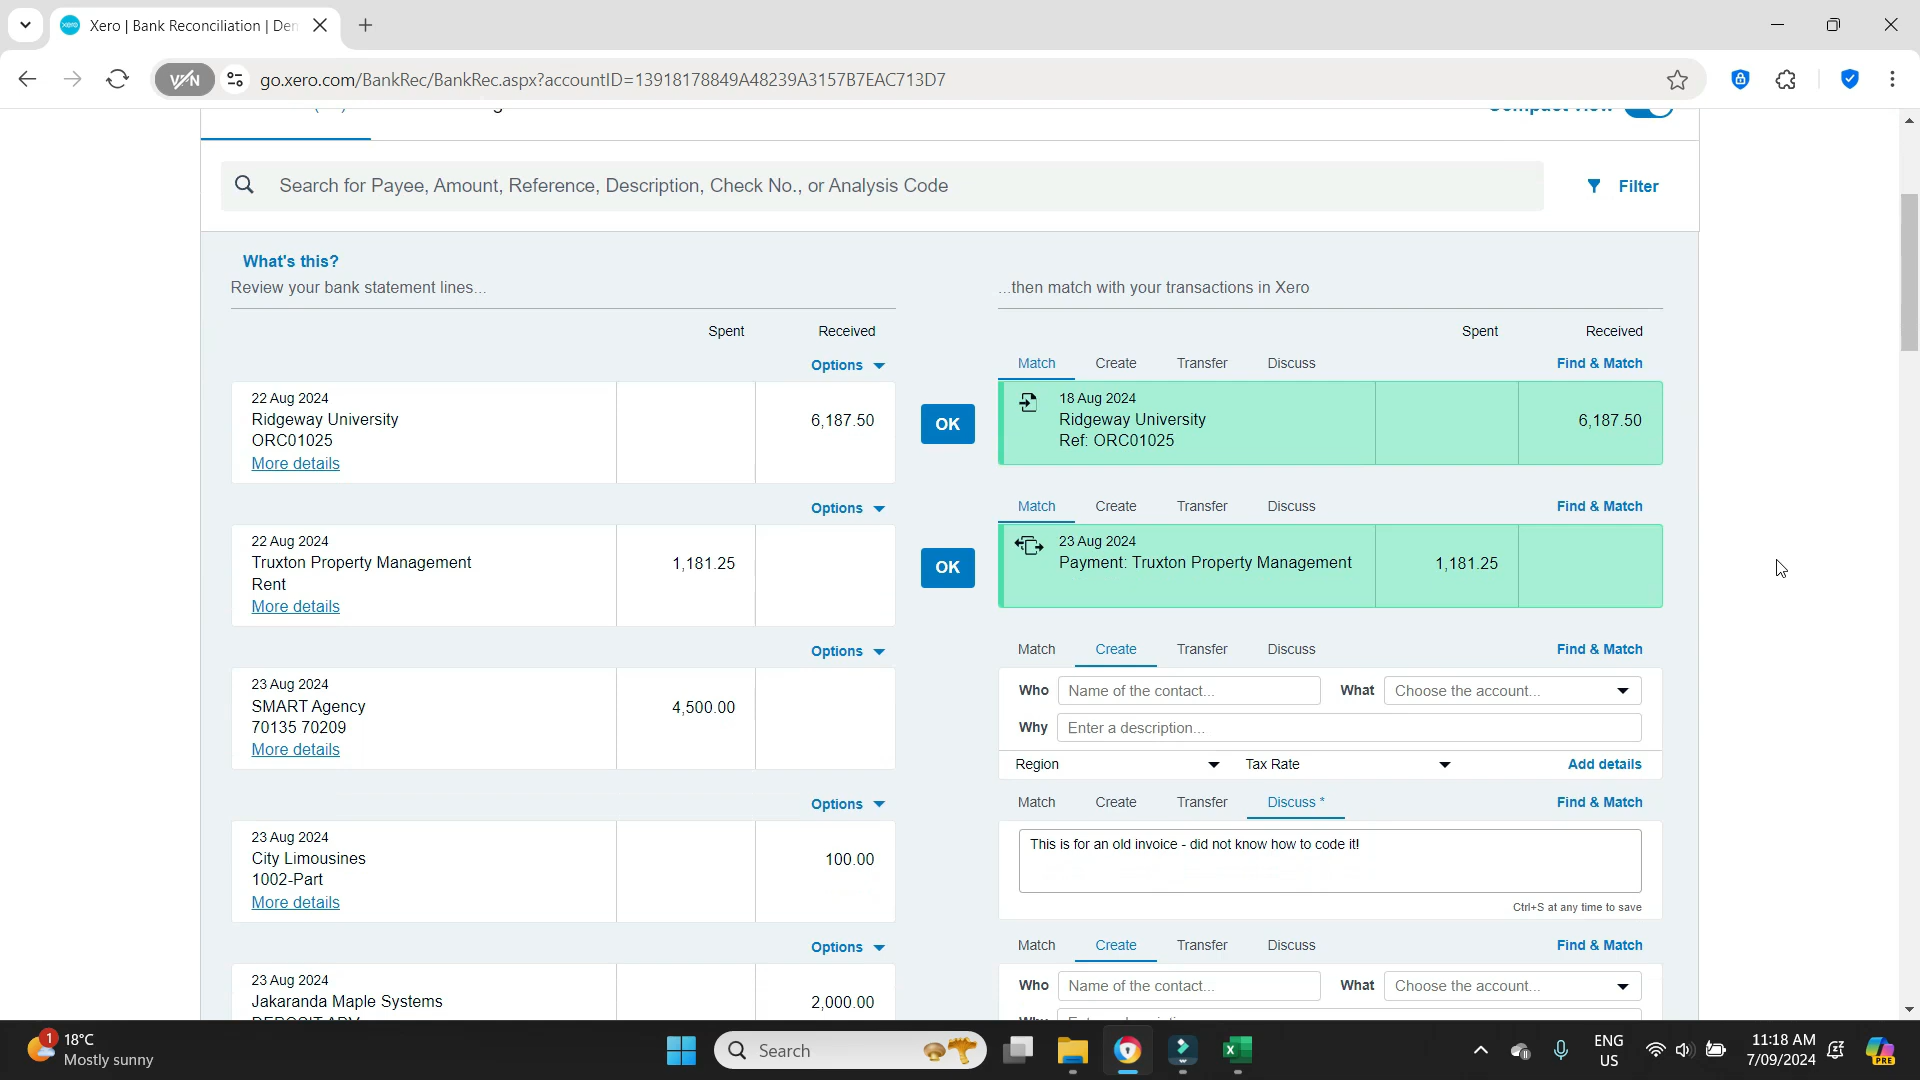 Xero | Bank Reconciliation | Den
VPN
go.xero.com/BankRec/BankRec.aspx?accountID=13918178849A48239A3157B7EAC713D7
Search for Payee, Amount, Reference, Description, Check No., or Analysis Code
Filter
What's this?
Review your bank statement lines...
...then match with your transactions in Xero
Spent Received
Spent Received
Options
Match Create Transfer Discuss Find & Match
22 Aug 2024
Ridgeway University 6,187.50
ORC01025
More details
OK
18 Aug 2024
Ridgeway University 6,187.50
Ref: ORC01025
Options
Match Create Transfer Discuss Find & Match
22 Aug 2024
Truxton Property Management 1,181.25
Rent
More details
OK
23 Aug 2024
Payment: Truxton Property Management 1,181.25
Options
Match Create Transfer Discuss Find & Match
23 Aug 2024
SMART Agency 4,500.00
70135 70209
More details
Who Name of the contact... What Choose the account...
Why Enter a description...
Region Tax Rate Add details
Options
Match Create Transfer Discuss * Find & Match
23 Aug 2024
City Limousines 100.00
1002-Part
More details
This is for an old invoice - did not know how to code it!
Ctrl+S at any time to save
Options
Match Create Transfer Discuss Find & Match
23 Aug 2024
Jakaranda Maple Systems 2,000.00
Who Name of the contact... What Choose the account...
1
18°C
Mostly sunny
Search
ENG
US
11:18 AM
7/09/2024
PRE